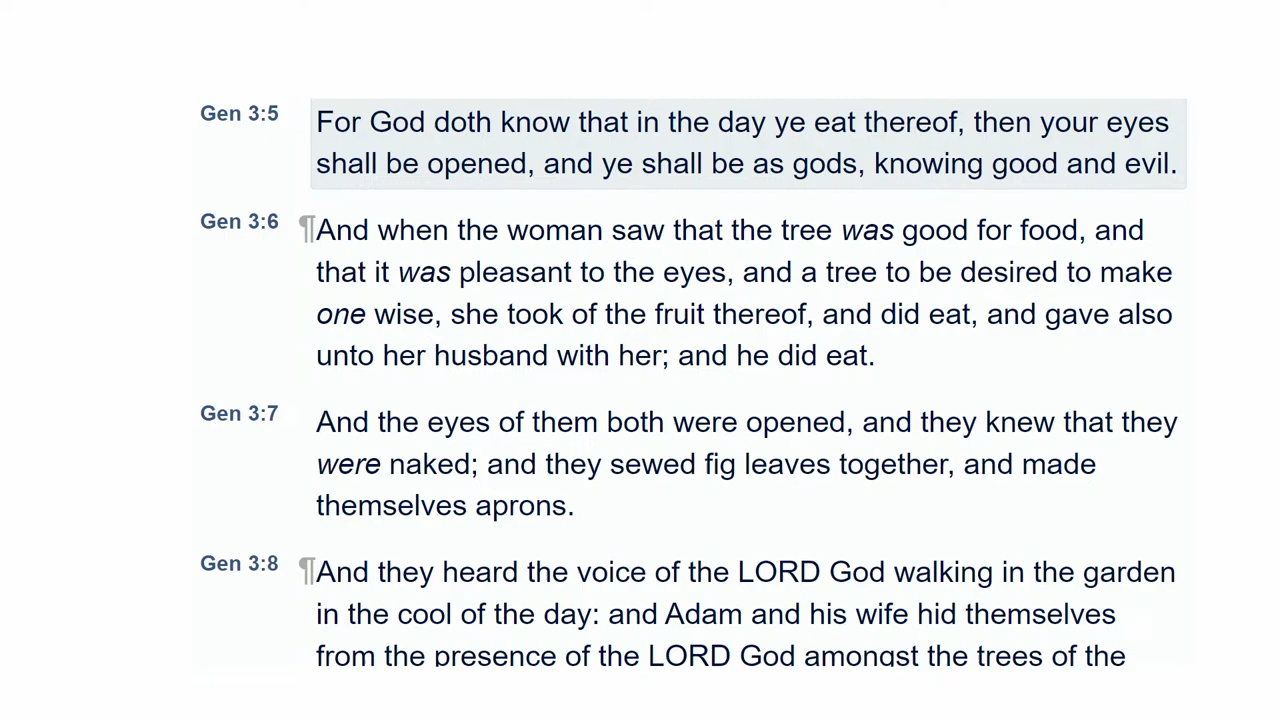 Gen 3:5 For God doth know that in the day ye eat thereof, then your eyes
shall be opened, and ye shall be as gods, knowing good and evil.
Gen 3:6 ¶And when the woman saw that the tree was good for food, and
that it was pleasant to the eyes, and a tree to be desired to make
one wise, she took of the fruit thereof, and did eat, and gave also
unto her husband with her; and he did eat.
Gen 3:7 And the eyes of them both were opened, and they knew that they
were naked; and they sewed fig leaves together, and made
themselves aprons.
Gen 3:8 ¶And they heard the voice of the LORD God walking in the garden
in the cool of the day: and Adam and his wife hid themselves
from the presence of the LORD God amongst the trees of the